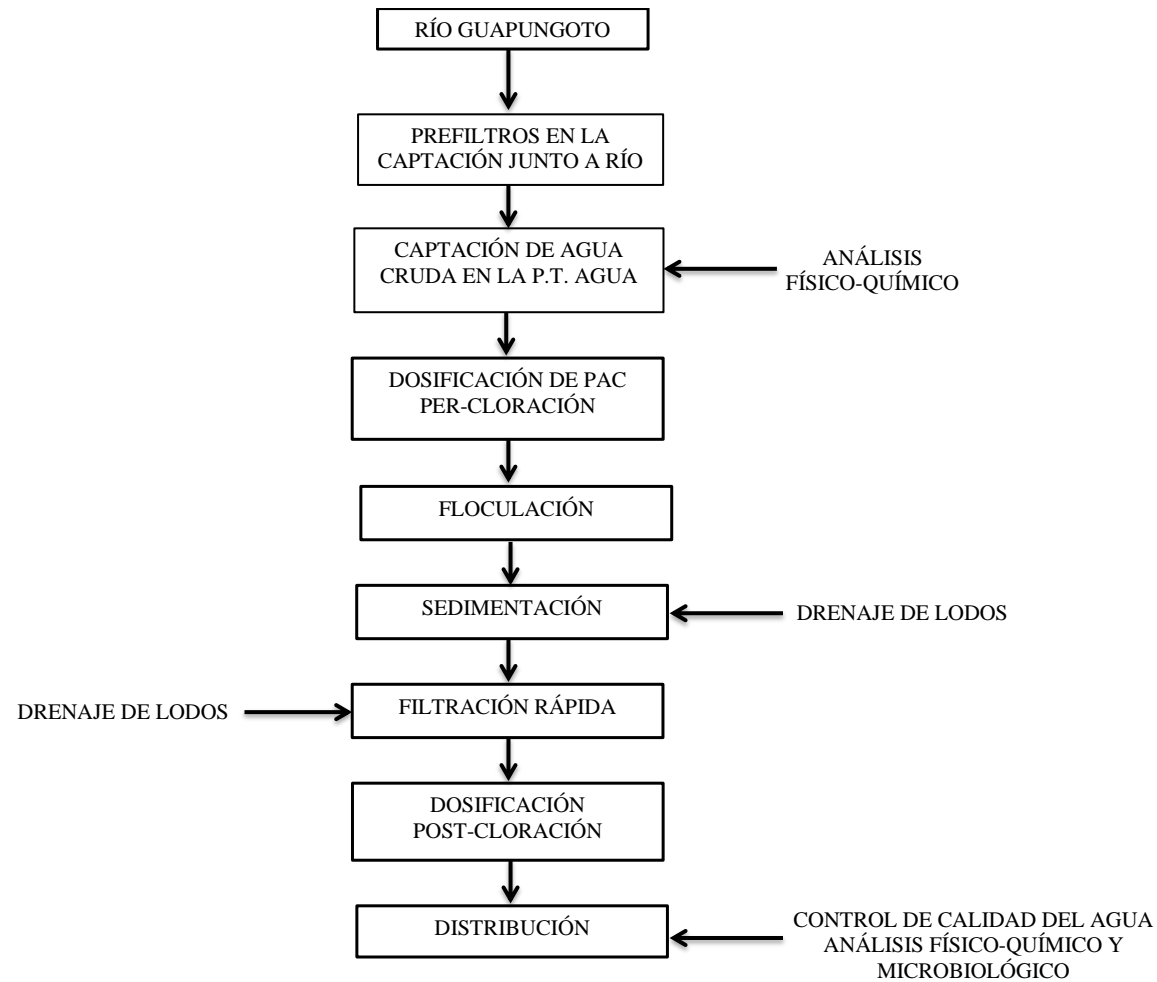 RÍO GUAPUNGOTO
PREFILTROS EN LA
CAPTACIÓN JUNTO A RÍO
CAPTACIÓN DE AGUA
CRUDA EN LA P.T. AGUA
ANÁLISIS
FÍSICO-QUÍMICO
DOSIFICACIÓN DE PAC
PER-CLORACIÓN
FLOCULACIÓN
SEDIMENTACIÓN
DRENAJE DE LODOS
DRENAJE DE LODOS
FILTRACIÓN RÁPIDA
DOSIFICACIÓN
POST-CLORACIÓN
DISTRIBUCIÓN
CONTROL DE CALIDAD DEL AGUA
ANÁLISIS FÍSICO-QUÍMICO Y
MICROBIOLÓGICO